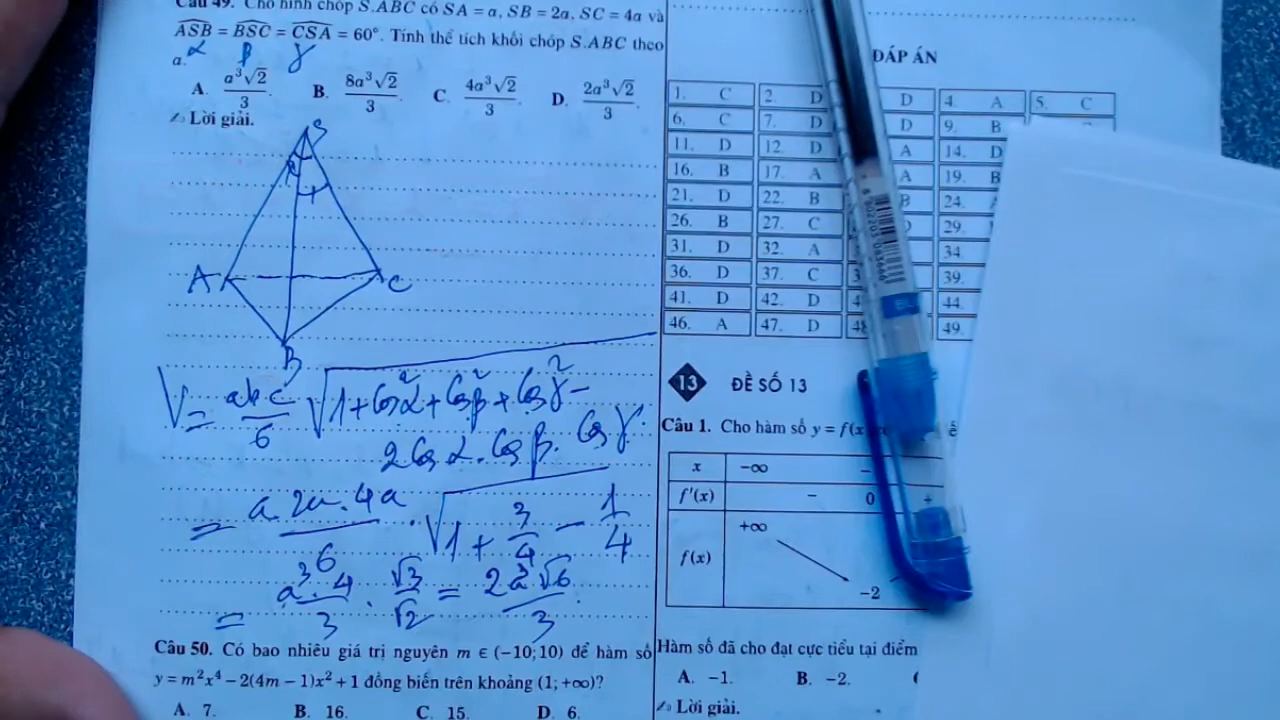 Câu 49. Cho hình chóp S.ABC có SA = a, SB = 2a, SC = 4a và
ASB = BSC = CSA = 60°. Tính thể tích khối chóp S.ABC theo
a.
α β γ
A. a³√2/3. B. 8a³√2/3. C. 4a³√2/3. D. 2a³√2/3.
Lời giải.
S
A C
B
V = abc/6 √1 + Cos²α + Cos²β + Cos²γ −
2Cosα.Cosβ.Cosγ
= a.2a.4a/6 . √1 + 3/4 − 1/4
= a³.4/3 . √3/√2 = 2a³√6/3
Câu 50. Có bao nhiêu giá trị nguyên m ∈ (−10; 10) để hàm số
y = m²x⁴ − 2(4m − 1)x² + 1 đồng biến trên khoảng (1; +∞)?
A. 7. B. 16. C. 15. D. 6.
ĐÁP ÁN
1. C 2. D D 4. A 5. C
6. C 7. D D 9. B
11. D 12. D A 14. D
16. B 17. A A 19. B
21. D 22. B B 24.
26. B 27. C 29.
31. D 32. A 34.
36. D 37. C 39.
41. D 42. D 44.
46. A 47. D 48 49.
13 ĐỀ SỐ 13
Câu 1. Cho hàm số y = f(x
x −∞
f'(x) − 0 +
f(x) +∞ −2
Hàm số đã cho đạt cực tiểu tại điểm
A. −1. B. −2.
Lời giải.